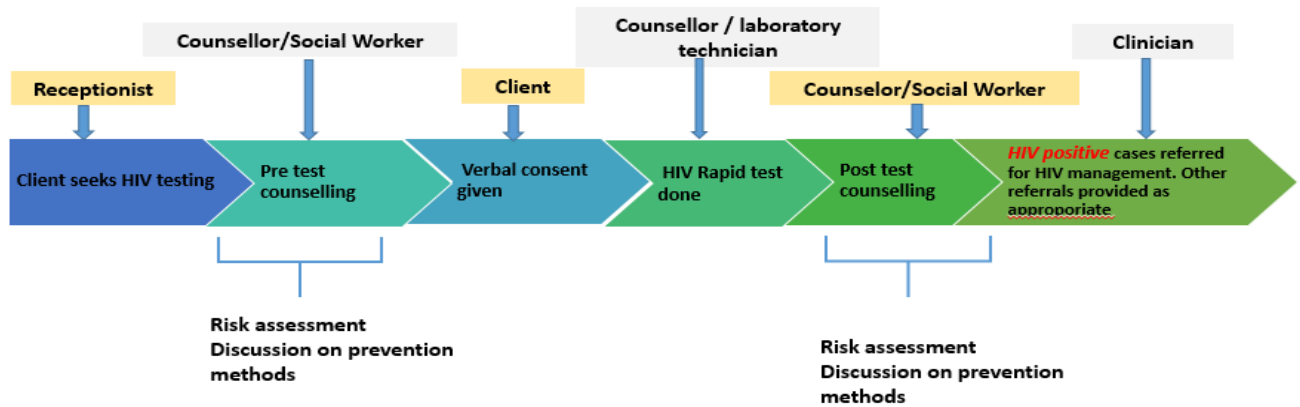 Counsellor/Social Worker
Counsellor / laboratory
technician
Clinician
Receptionist
Client
Counselor/Social Worker
Client seeks HIV testing
Pre test
counselling
Verbal consent
given
HIV Rapid test
done
Post test
counselling
HIV positive cases referred
for HIV management. Other
referrals provided as
approporiate
Risk assessment
Discussion on prevention
methods
Risk assessment
Discussion on prevention
methods